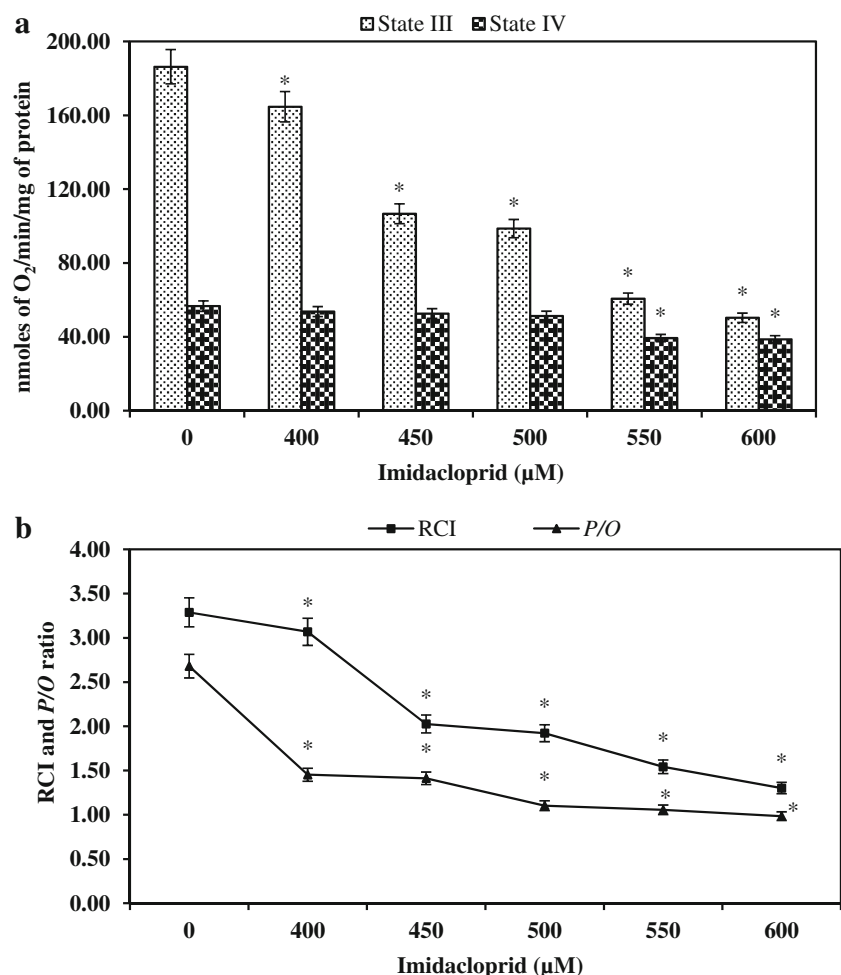 a
State III State IV
nmoles of O₂/min/mg of protein
200.00
160.00
120.00
80.00
40.00
0.00
* * * * * * * *
*
0 400 450 500 550 600
Imidacloprid (µM)
b
RCI P/O
RCI and P/O ratio
4.00
3.50
3.00
2.50
2.00
1.50
1.00
0.50
0.00
* * * * *
* * * * *
0 400 450 500 550 600
Imidacloprid (µM)